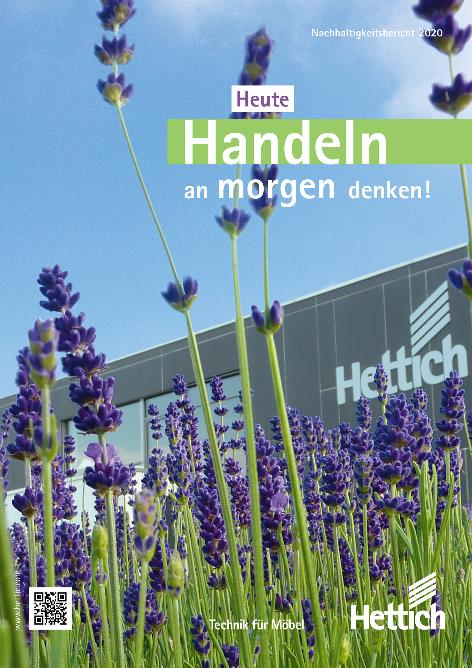 Nachhaltigkeitsbericht 2020
Heute
Handeln
an morgen denken!
Hettich
Technik für Möbel
Hettich